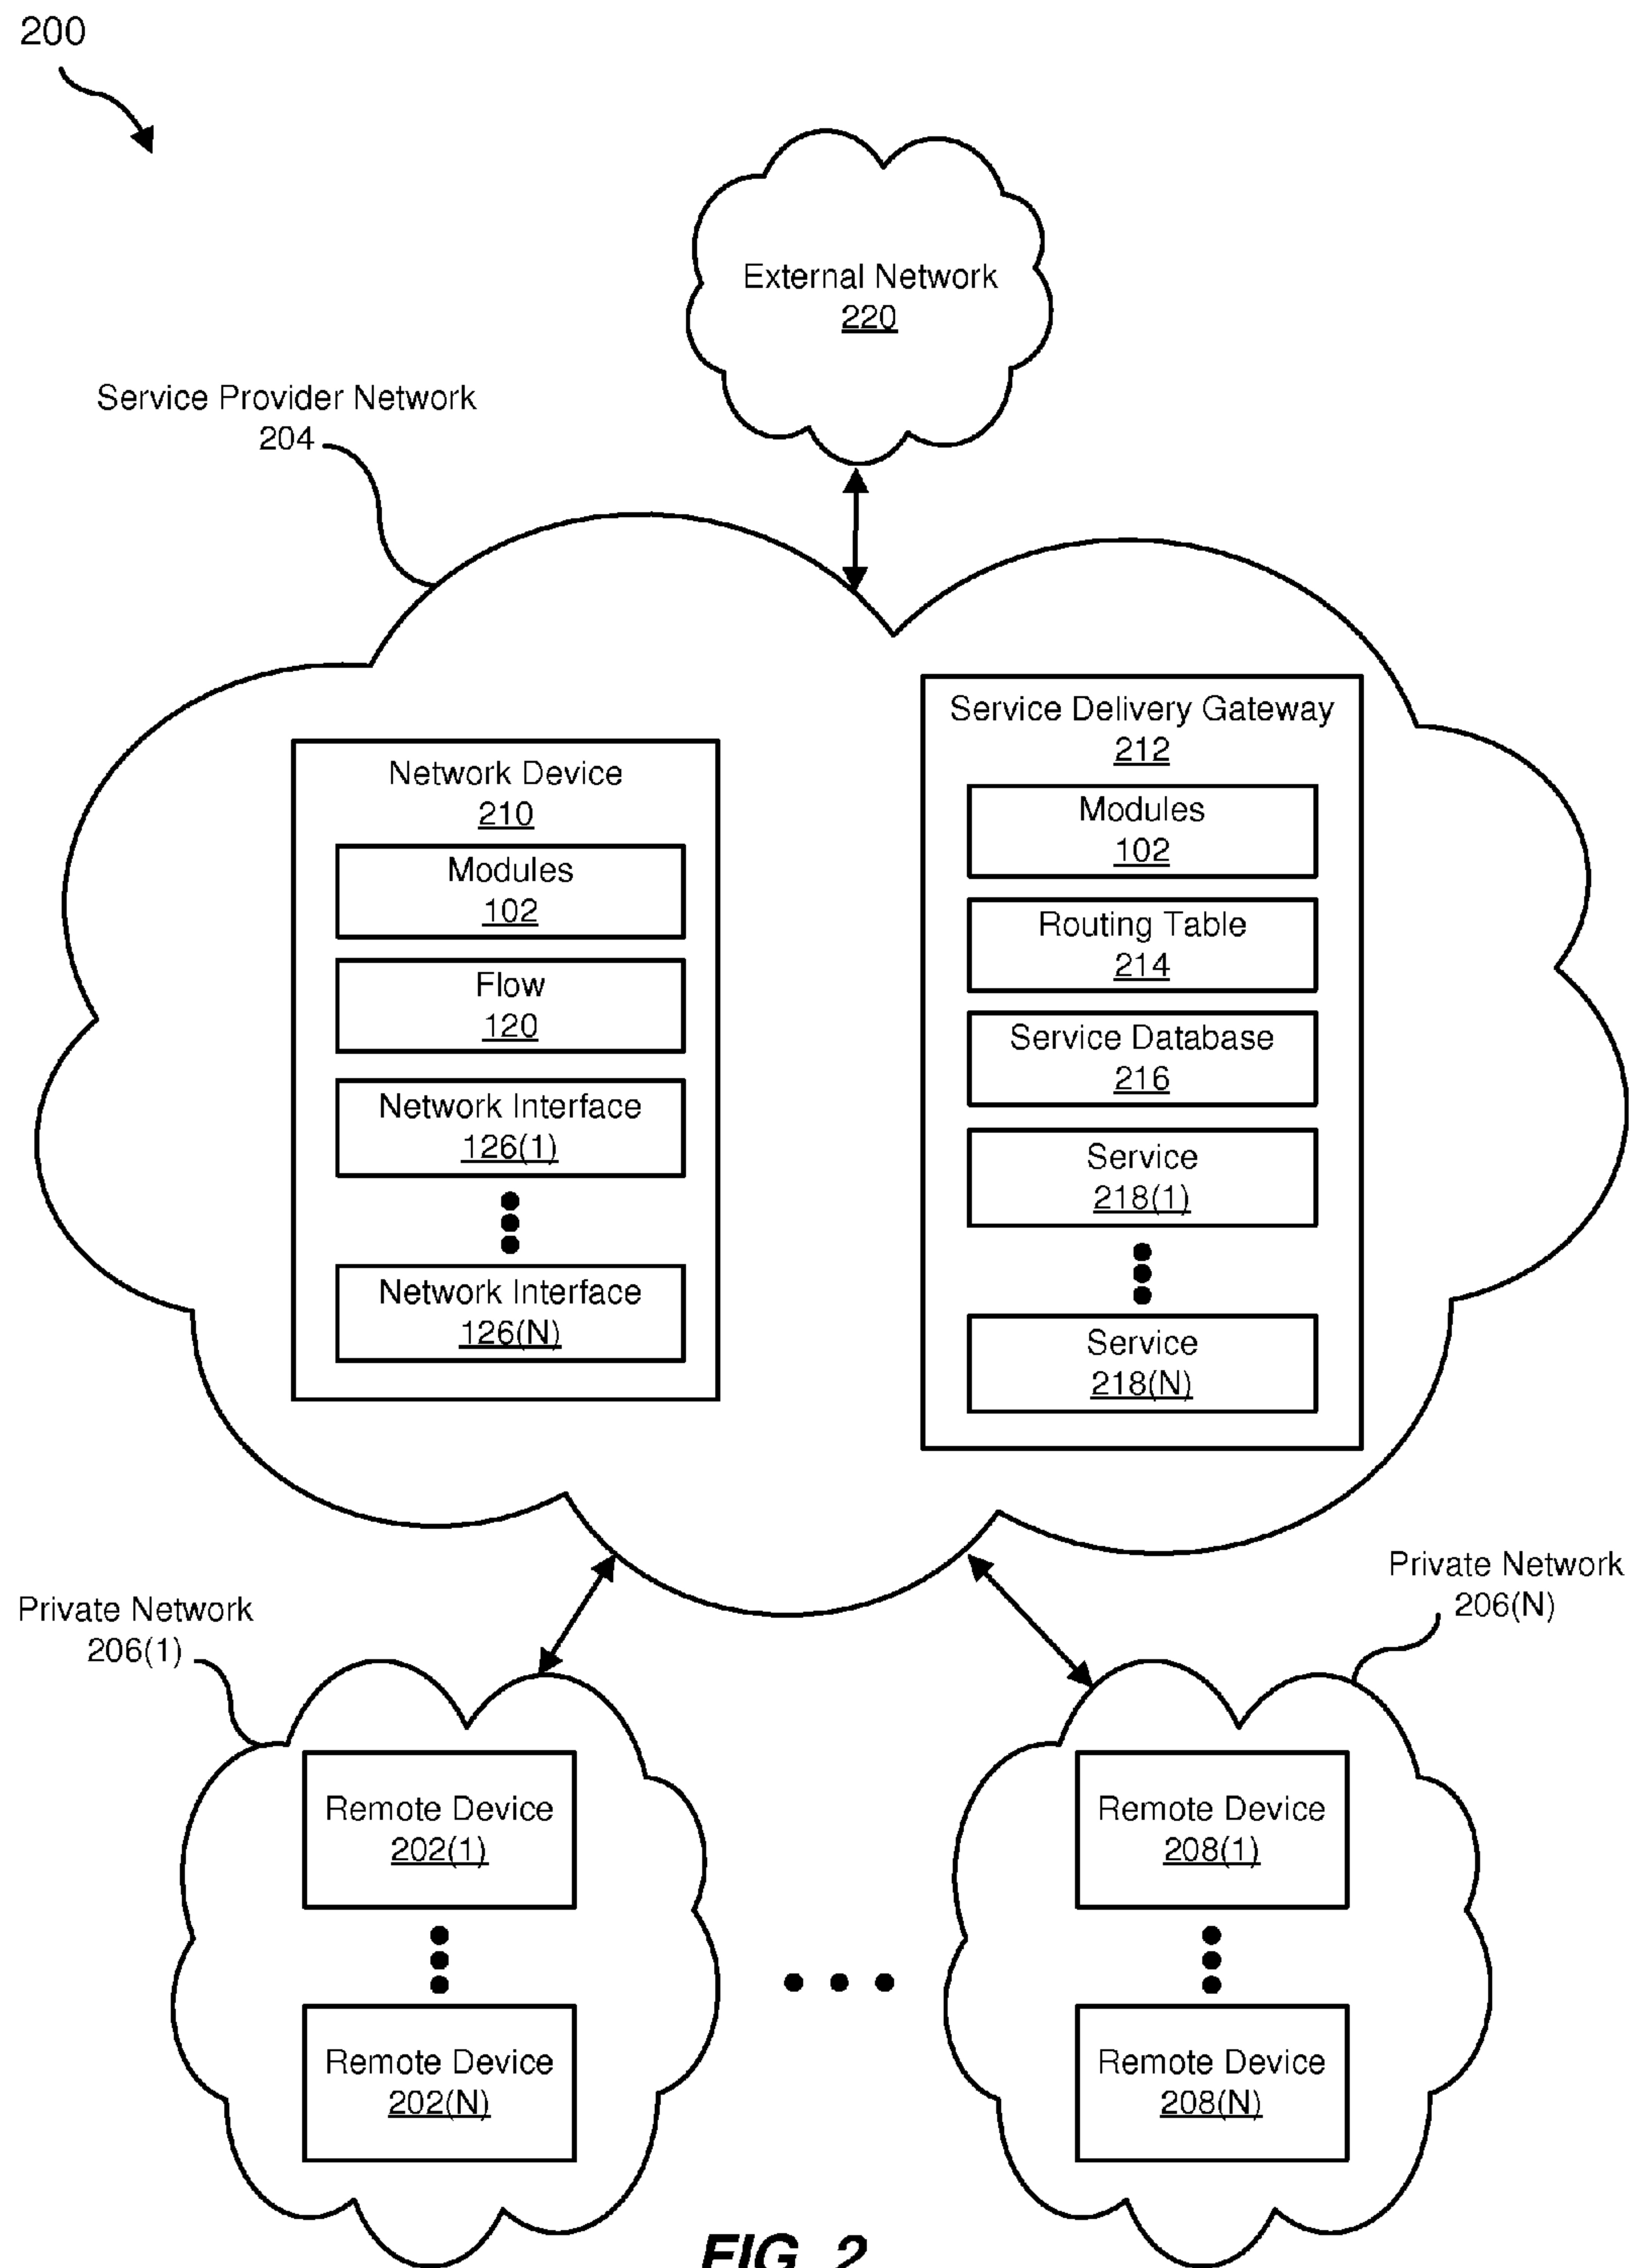 200
External Network
220
Service Provider Network
204
Service Delivery Gateway
212
Network Device
210
Modules
102
Flow
120
Network Interface
126(1)
Network Interface
126(N)
Modules
102
Routing Table
214
Service Database
216
Service
218(1)
Service
218(N)
Private Network
206(1)
Private Network
206(N)
Remote Device
202(1)
Remote Device
202(N)
Remote Device
208(1)
Remote Device
208(N)
FIG. 2